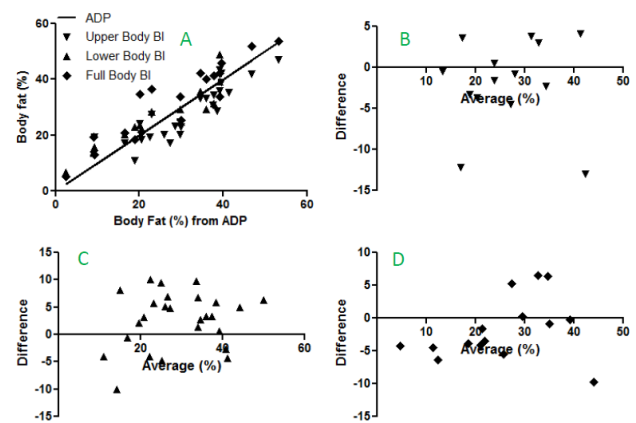 ADP
Upper Body BI
Lower Body BI
Full Body BI
A
Body fat (%)
60
40
20
0
0
20
40
60
Body Fat (%) from ADP
B
Difference
5
0
-5
-10
-15
10
20
30
40
50
Average (%)
C
Difference
15
10
5
0
-5
-10
-15
20
40
60
Average (%)
D
Difference
10
5
0
-5
-10
-15
10
20
30
40
50
Average (%)